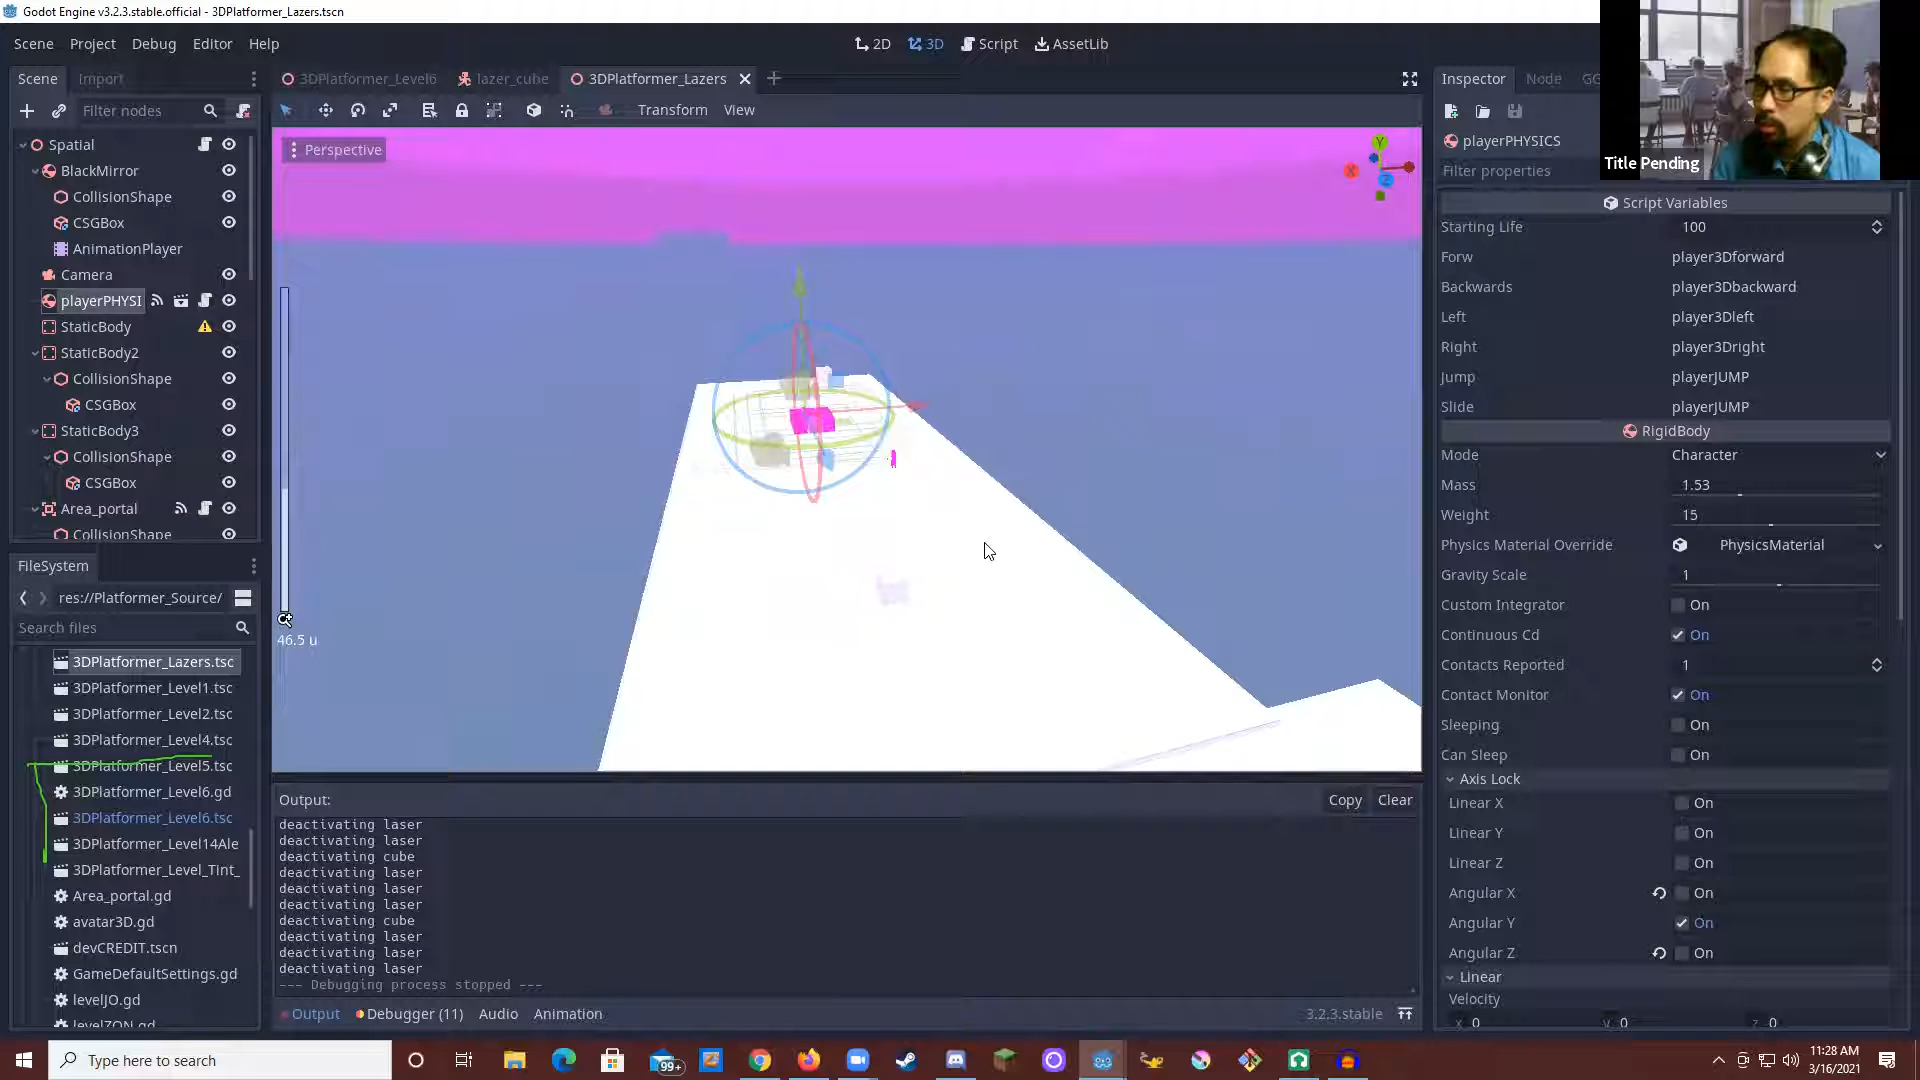 Godot Engine v3.2.3.stable.official - 3DPlatformer_Lazers.tscn
Scene Project Debug Editor Help
2D 3D Script AssetLib
Scene Import
3DPlatformer_Level6 lazer_cube 3DPlatformer_Lazers
Inspector Node
Filter nodes
Transform View
Perspective
Y
X
Z
46.5 u
Spatial
BlackMirror
CollisionShape
CSGBox
AnimationPlayer
Camera
playerPHYSI
StaticBody
StaticBody2
CollisionShape
CSGBox
StaticBody3
CollisionShape
CSGBox
Area_portal
CollisionShape
FileSystem
res://Platformer_Source/
Search files
3DPlatformer_Lazers.tsc
3DPlatformer_Level1.tsc
3DPlatformer_Level2.tsc
3DPlatformer_Level4.tsc
3DPlatformer_Level5.tsc
3DPlatformer_Level6.gd
3DPlatformer_Level6.tsc
3DPlatformer_Level14Ale
3DPlatformer_Level_Tint_
Area_portal.gd
avatar3D.gd
devCREDIT.tscn
GameDefaultSettings.gd
levelJO.gd
levelZON.gd
Output:
Copy Clear
deactivating laser
deactivating laser
deactivating cube
deactivating laser
deactivating laser
deactivating laser
deactivating cube
deactivating laser
deactivating laser
deactivating laser
--- Debugging process stopped ---
Output Debugger (11) Audio Animation
3.2.3.stable
playerPHYSICS
Filter properties
Title Pending
Script Variables
Starting Life 100
Forw player3Dforward
Backwards player3Dbackward
Left player3Dleft
Right player3Dright
Jump playerJUMP
Slide playerJUMP
RigidBody
Mode Character
Mass 1.53
Weight 15
Physics Material Override PhysicsMaterial
Gravity Scale 1
Custom Integrator On
Continuous Cd On
Contacts Reported 1
Contact Monitor On
Sleeping On
Can Sleep On
Axis Lock
Linear X On
Linear Y On
Linear Z On
Angular X On
Angular Y On
Angular Z On
Linear
Velocity
x 0 y 0 z 0
Type here to search
99+
11:28 AM
3/16/2021